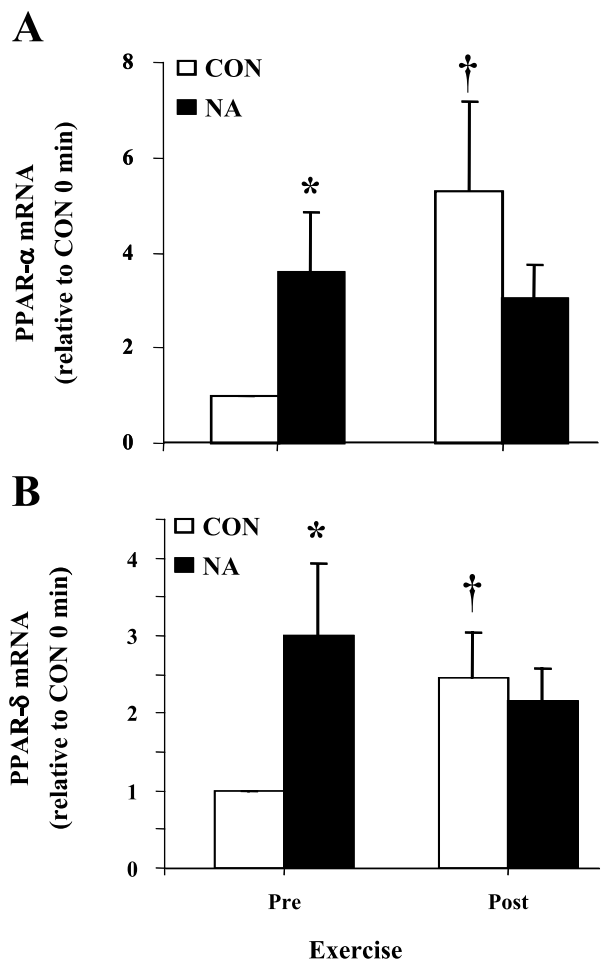 A
8
6
4
2
0
PPAR-α mRNA
(relative to CON 0 min)
CON
NA
*
†
B
4
3
2
1
0
PPAR-δ mRNA
(relative to CON 0 min)
CON
NA
*
†
Pre
Post
Exercise